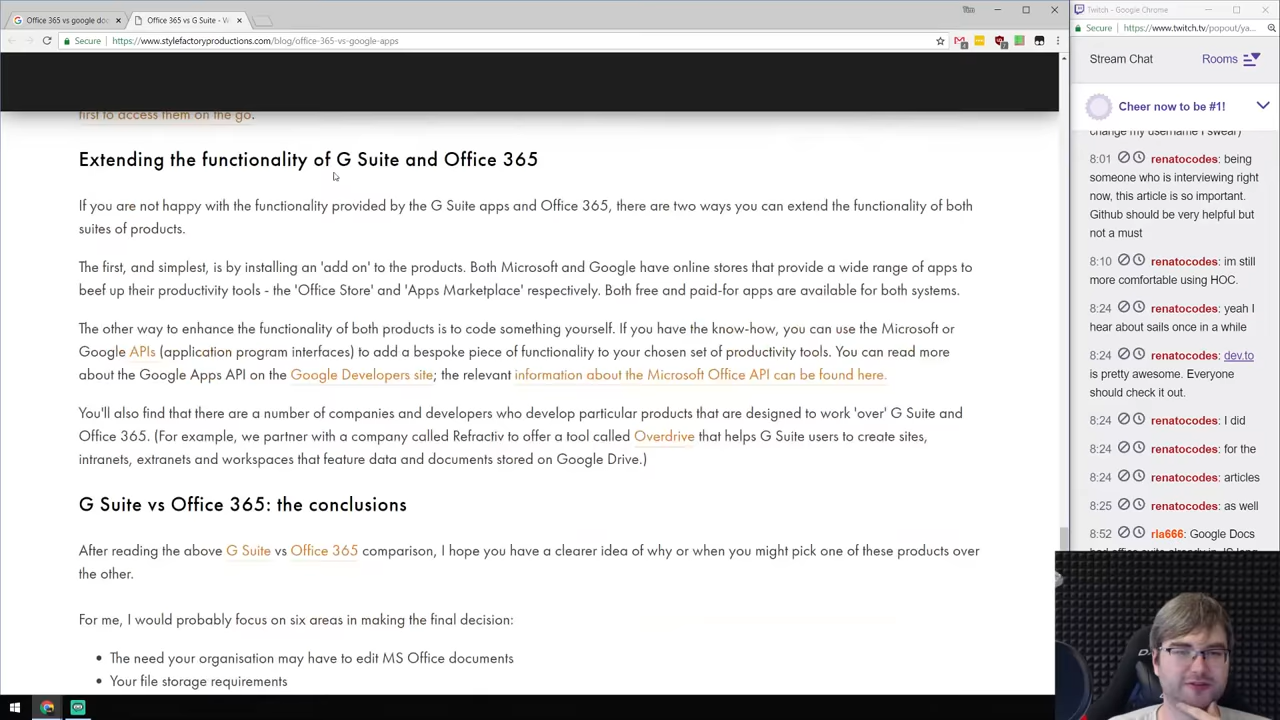 Office 365 vs google do
Office 365 vs G Suite - W
Tim
Secure
https://www.stylefactoryproductions.com/blog/office-365-vs-google-apps
first to access them on the go.
Extending the functionality of G Suite and Office 365
If you are not happy with the functionality provided by the G Suite apps and Office 365, there are two ways you can extend the functionality of both
suites of products.
The first, and simplest, is by installing an 'add on' to the products. Both Microsoft and Google have online stores that provide a wide range of apps to
beef up their productivity tools - the 'Office Store' and 'Apps Marketplace' respectively. Both free and paid-for apps are available for both systems.
The other way to enhance the functionality of both products is to code something yourself. If you have the know-how, you can use the Microsoft or
Google APIs (application program interfaces) to add a bespoke piece of functionality to your chosen set of productivity tools. You can read more
about the Google Apps API on the Google Developers site; the relevant information about the Microsoft Office API can be found here.
You'll also find that there are a number of companies and developers who develop particular products that are designed to work 'over' G Suite and
Office 365. (For example, we partner with a company called Refractiv to offer a tool called Overdrive that helps G Suite users to create sites,
intranets, extranets and workspaces that feature data and documents stored on Google Drive.)
G Suite vs Office 365: the conclusions
After reading the above G Suite vs Office 365 comparison, I hope you have a clearer idea of why or when you might pick one of these products over
the other.
For me, I would probably focus on six areas in making the final decision:
• The need your organisation may have to edit MS Office documents
• Your file storage requirements
Twitch - Google Chrome
Secure
https://www.twitch.tv/popout/ya...
Stream Chat
Rooms
Cheer now to be #1!
change my username I swear)
8:01 renatocodes: being
someone who is interviewing right
now, this article is so important.
Github should be very helpful but
not a must
8:10 renatocodes: im still
more comfortable using HOC.
8:24 renatocodes: yeah I
hear about sails once in a while
8:24 renatocodes: dev.to
is pretty awesome. Everyone
should check it out.
8:24 renatocodes: I did
8:24 renatocodes: for the
8:24 renatocodes: articles
8:25 renatocodes: as well
8:52 rla666: Google Docs
had office suite already in JS long